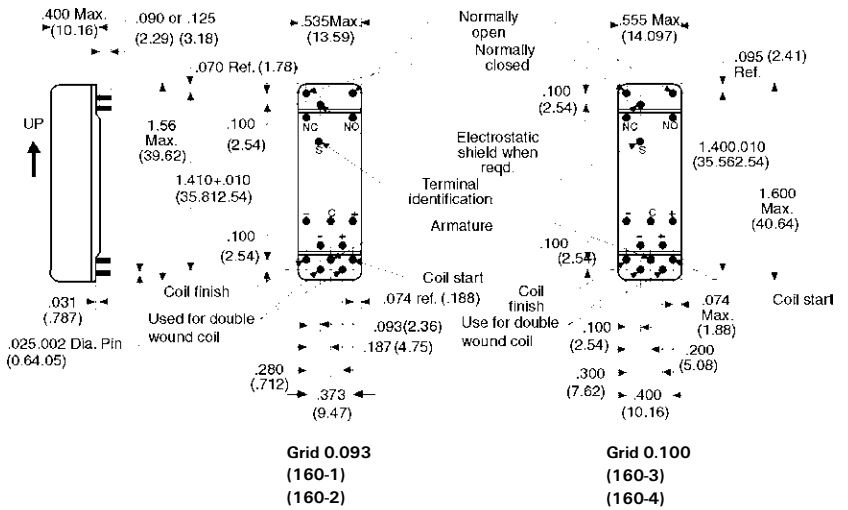 .400 Max.
(10.16)
.090 or .125
(2.29) (3.18)
.535Max.
(13.59)
Normally
open
Normally
closed
.555 Max.
(14.097)
.095 (2.41)
Ref.
.070 Ref. (1.78)
.100
(2.54)
UP
1.56
Max.
(39.62)
.100
(2.54)
NC
NO
S
Electrostatic
shield when
reqd.
NC
NO
S
1.400.010
(35.562.54)
1.410+.010
(35.812.54)
Terminal
identification
1.600
Max.
(40.64)
Armature
- C +
- +
- C +
- +
.100
(2.54)
.100
(2.54)
Coil finish
Coil start
.031
(.787)
.074 ref. (.188)
Coil
finish
.074
Max.
(1.88)
Coil start
Used for double
wound coil
Use for double
wound coil
.025.002 Dia. Pin
(0.64.05)
.093(2.36)
.187(4.75)
.100
(2.54)
.200
(5.08)
.280
(.712)
.300
(7.62)
.373
(9.47)
.400
(10.16)
Grid 0.093
(160-1)
(160-2)
Grid 0.100
(160-3)
(160-4)